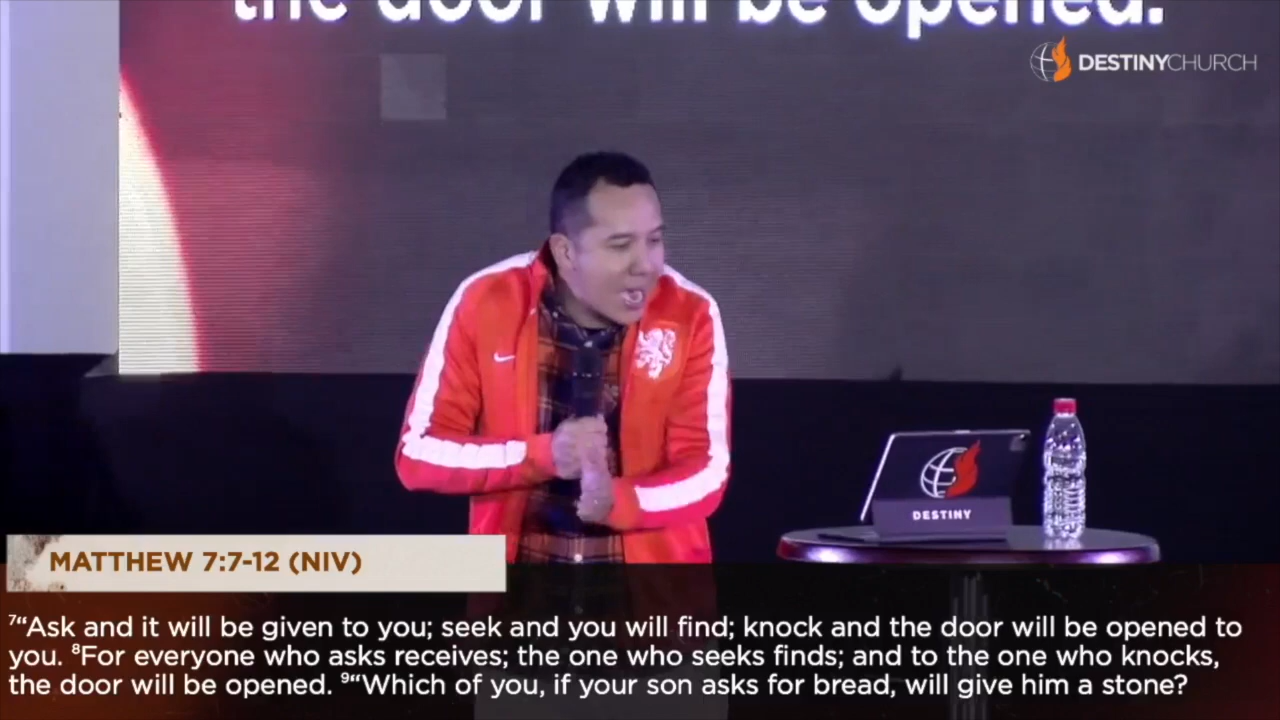 the door will be opened.
DESTINYCHURCH
DESTINY
MATTHEW 7:7-12 (NIV)
⁷“Ask and it will be given to you; seek and you will find; knock and the door will be opened to
you. ⁸For everyone who asks receives; the one who seeks finds; and to the one who knocks,
the door will be opened. ⁹“Which of you, if your son asks for bread, will give him a stone?